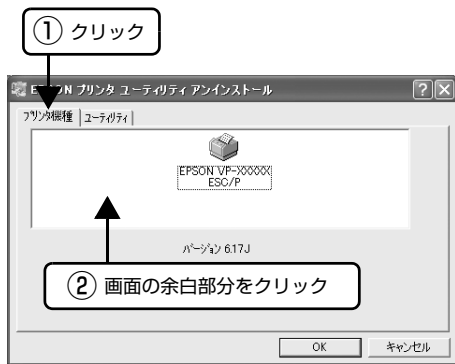 ① クリック
EPSON プリンタ ユーティリティ アンインストール
プリンタ機種 ユーティリティ
EPSON VP-XXXXX
ESC/P
バージョン 6.17J
② 画面の余白部分をクリック
OK キャンセル